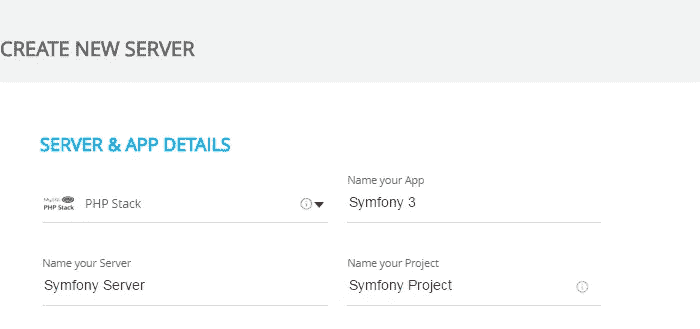 CREATE NEW SERVER
SERVER & APP DETAILS
Name your App
PHP Stack
PHP Stack
Symfony 3
Name your Server
Name your Project
Symfony Server
Symfony Project